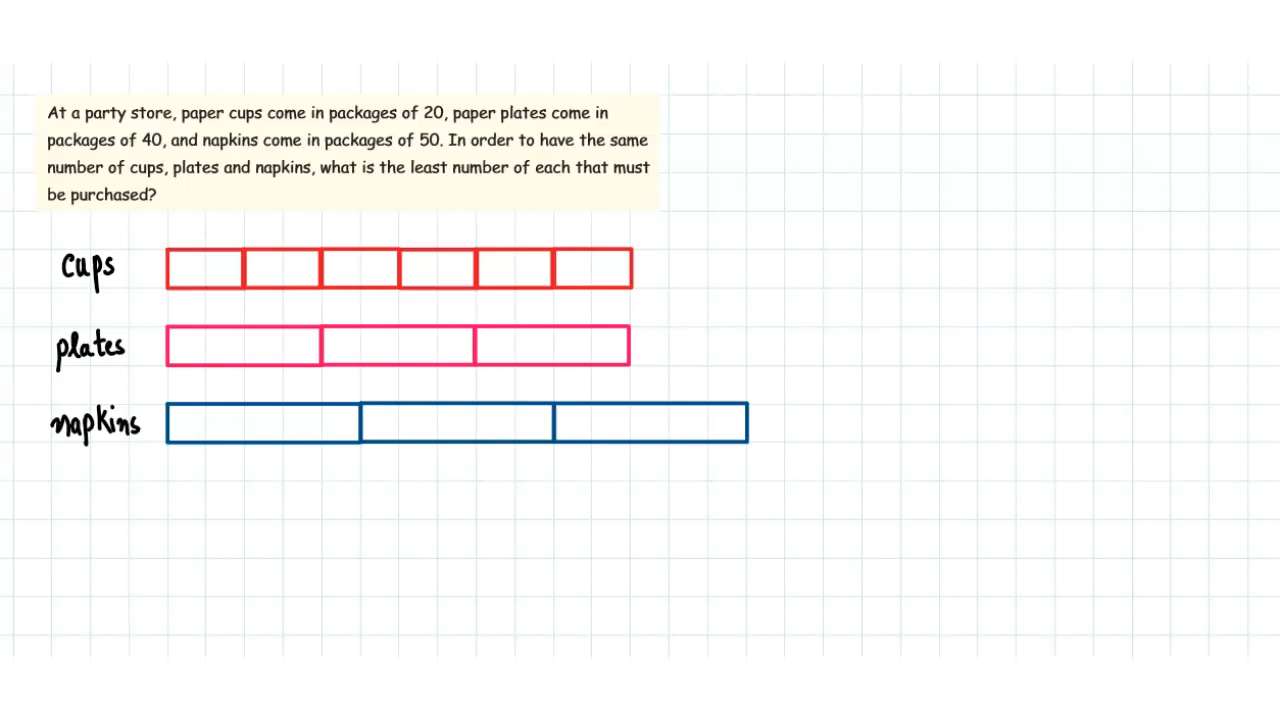 At a party store, paper cups come in packages of 20, paper plates come in
packages of 40, and napkins come in packages of 50. In order to have the same
number of cups, plates and napkins, what is the least number of each that must
be purchased?
cups
plates
napkins